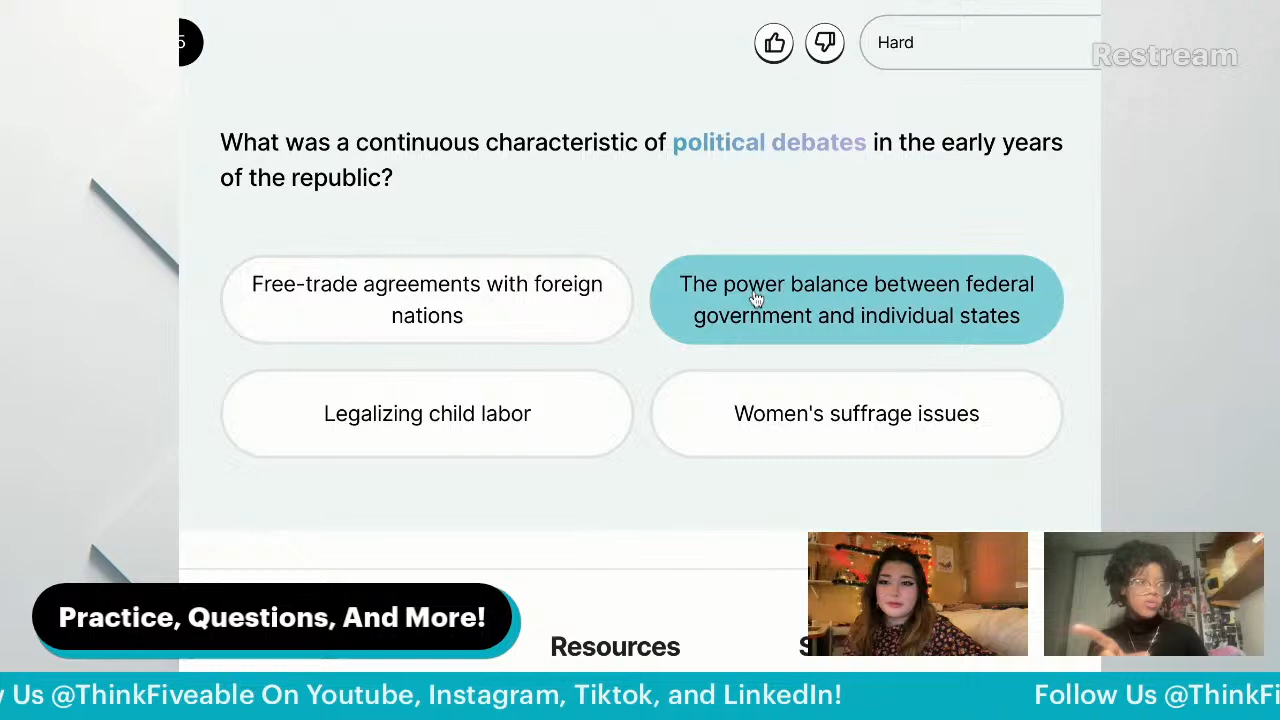 5
Hard
Restream
What was a continuous characteristic of political debates in the early years
of the republic?
Free-trade agreements with foreign
nations
The power balance between federal
government and individual states
Legalizing child labor
Women's suffrage issues
Practice, Questions, And More!
Resources
S
y Us @ThinkFiveable On Youtube, Instagram, Tiktok, and LinkedIn!
Follow Us @ThinkFi